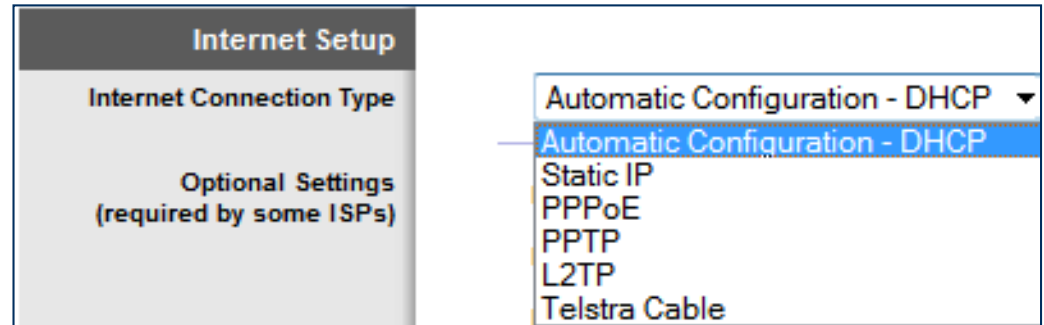 Internet Setup
Internet Connection Type
Automatic Configuration - DHCP
Automatic Configuration - DHCP
Static IP
PPPoE
PPTP
L2TP
Telstra Cable
Optional Settings
(required by some ISPs)